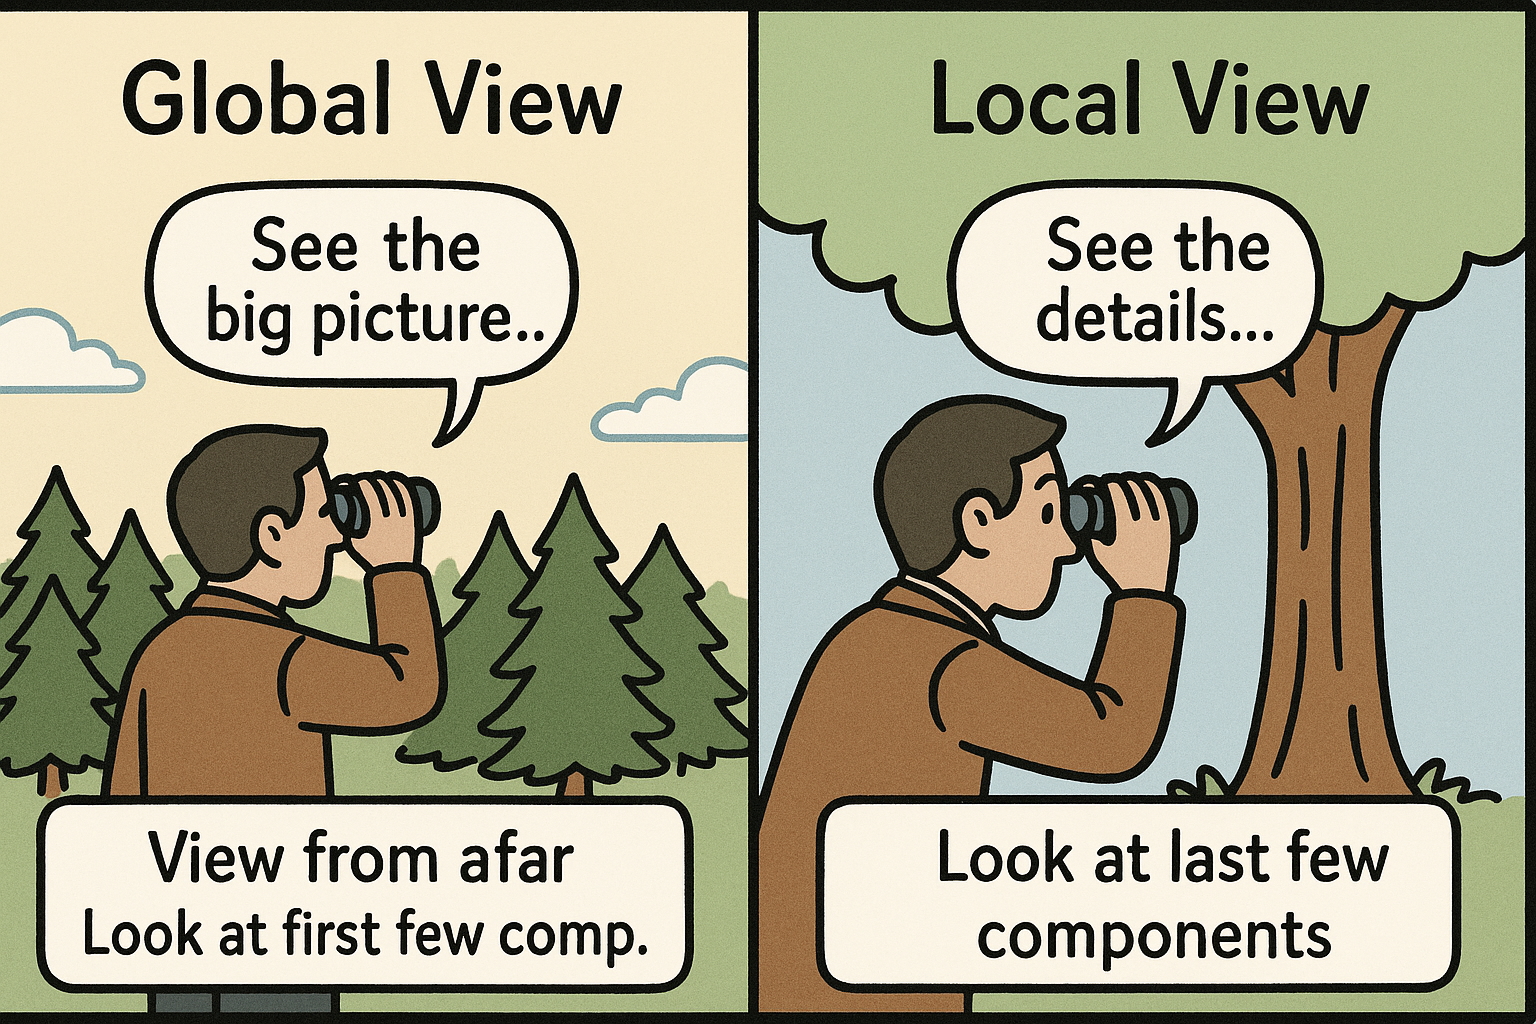 Global View
See the
big picture..
View from afar
Look at first few comp.
Local View
See the
details...
Look at last few
components